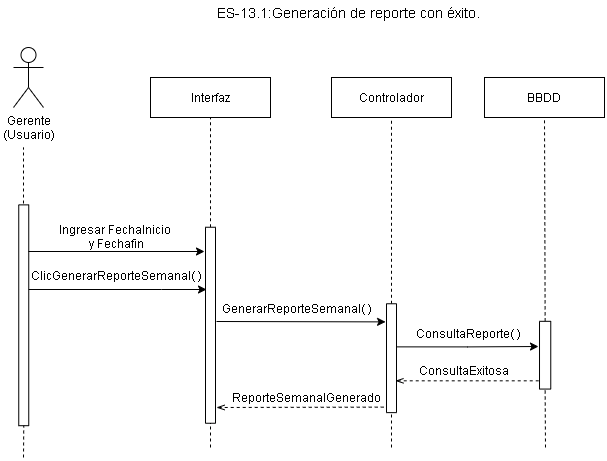 ES-13.1:Generación de reporte con éxito.
Gerente
(Usuario)
Interfaz
Controlador
BBDD
Ingresar FechaInicio
y Fechafin
ClicGenerarReporteSemanal()
GenerarReporteSemanal()
ConsultaReporte()
ConsultaExitosa
ReporteSemanalGenerado